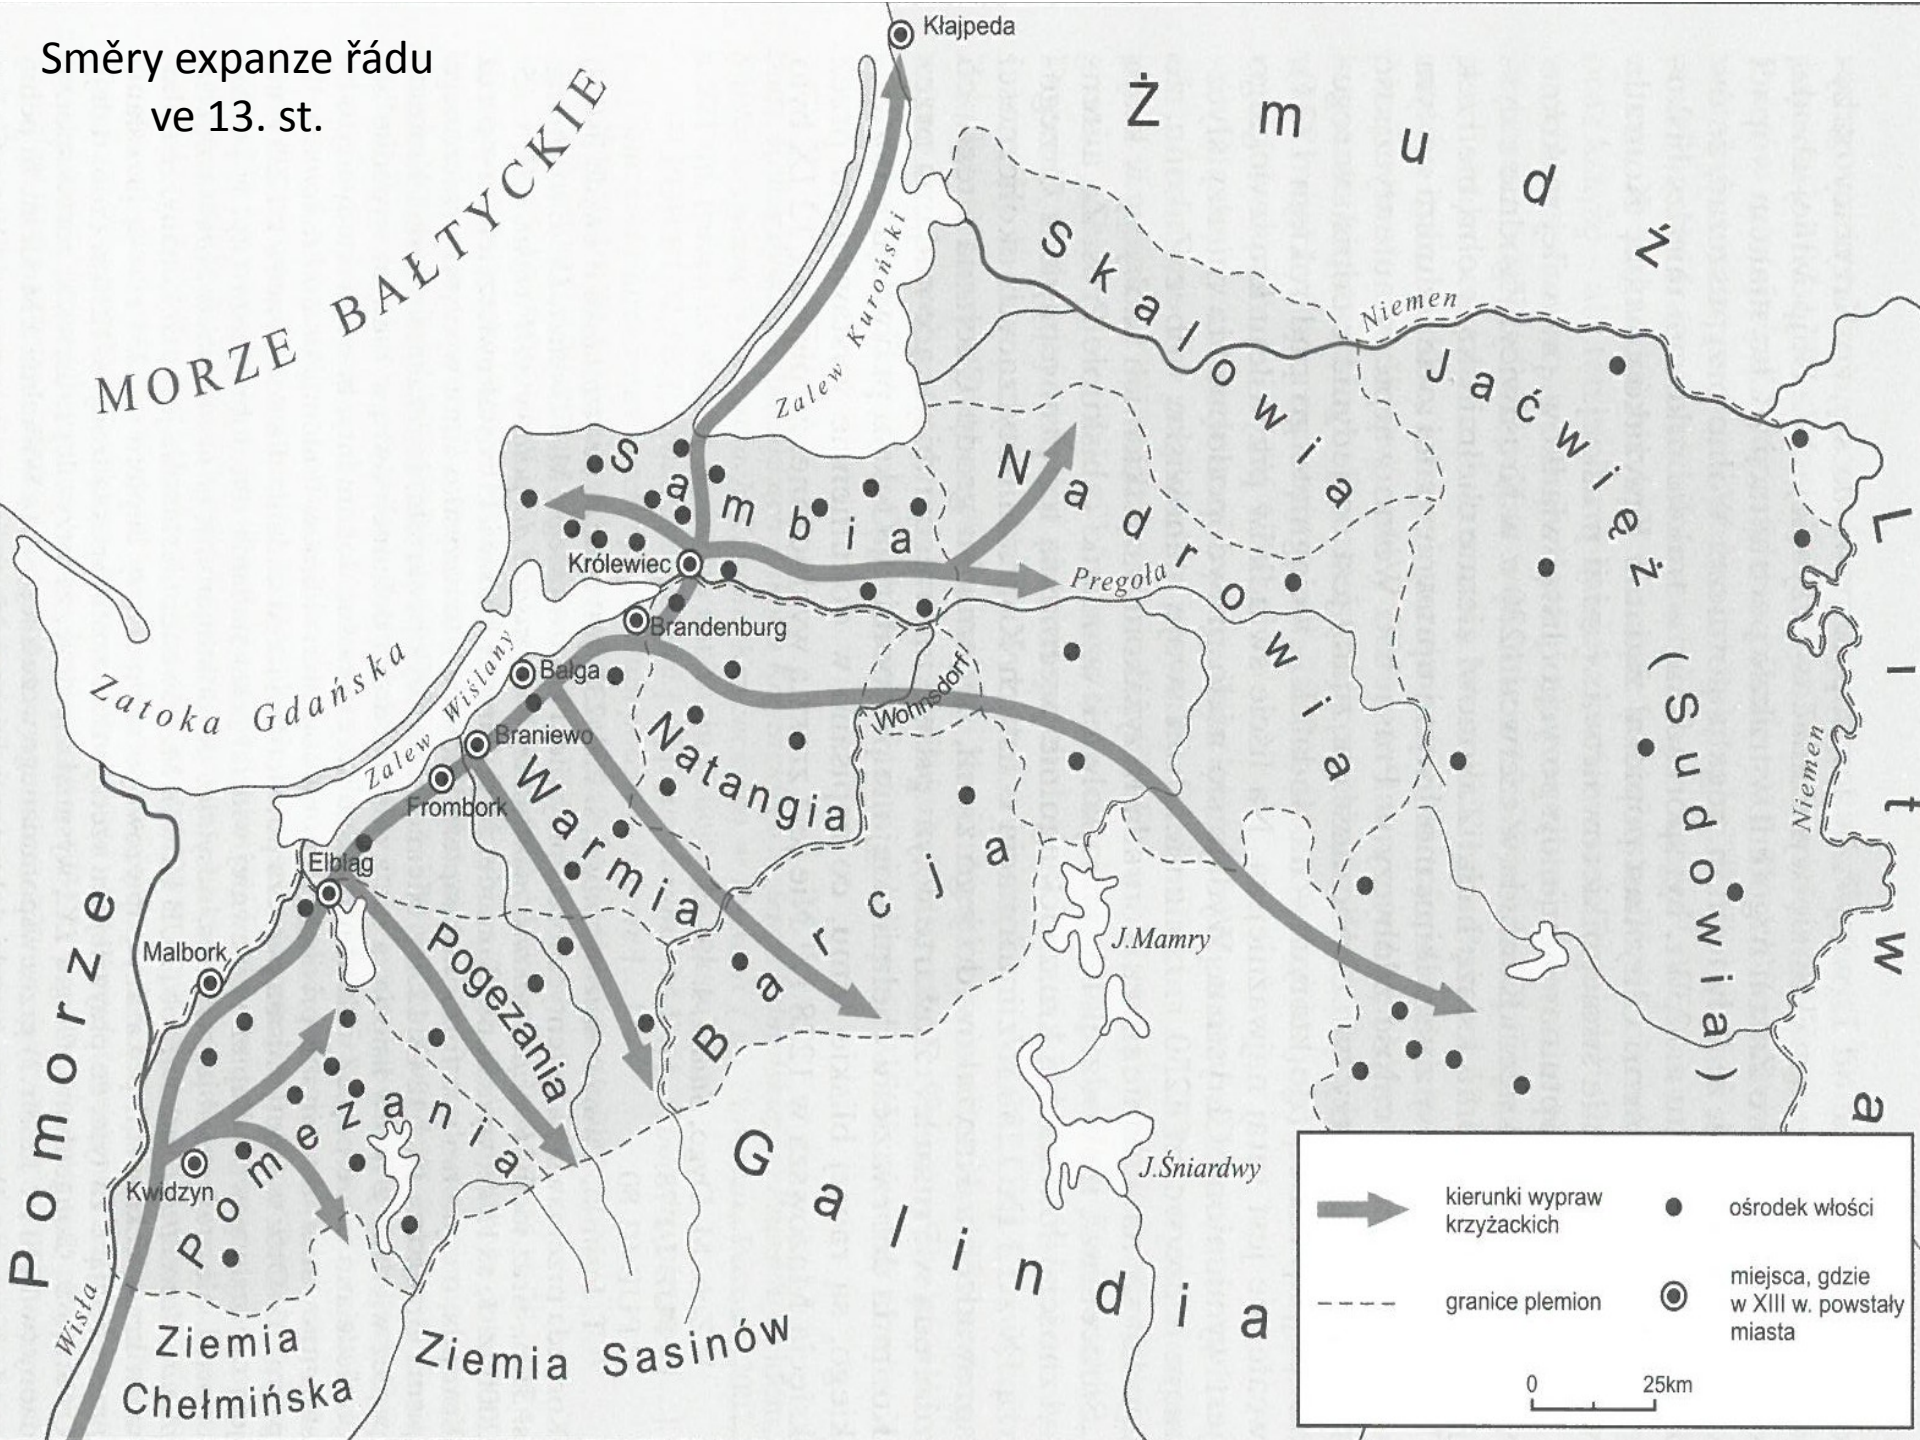 Směry expanze řádu
ve 13. st.
Kłajpeda
MORZE BAŁTYCKIE
Żmudź
Skalowia
Niemen
Zalew Kuroński
Jaćwież (Sudowia)
Sambia
Nadrowia
Litwa
Królewiec
Pregoła
Brandenburg
Zatoka Gdańska
Zalew Wiślany
Bałga
Wohnsdorf
Braniewo
Natangia
Niemen
Frombork
Warmia
Elbląg
Barcja
Pomorze
Malbork
Pogezania
J.Mamry
Pomezania
Kwidzyn
Galindia
J.Śniardwy
Wisła
Ziemia
Chełmińska
Ziemia Sasinów
kierunki wypraw
krzyżackich
ośrodek włości
granice plemion
miejsca, gdzie
w XIII w. powstały
miasta
0 25km